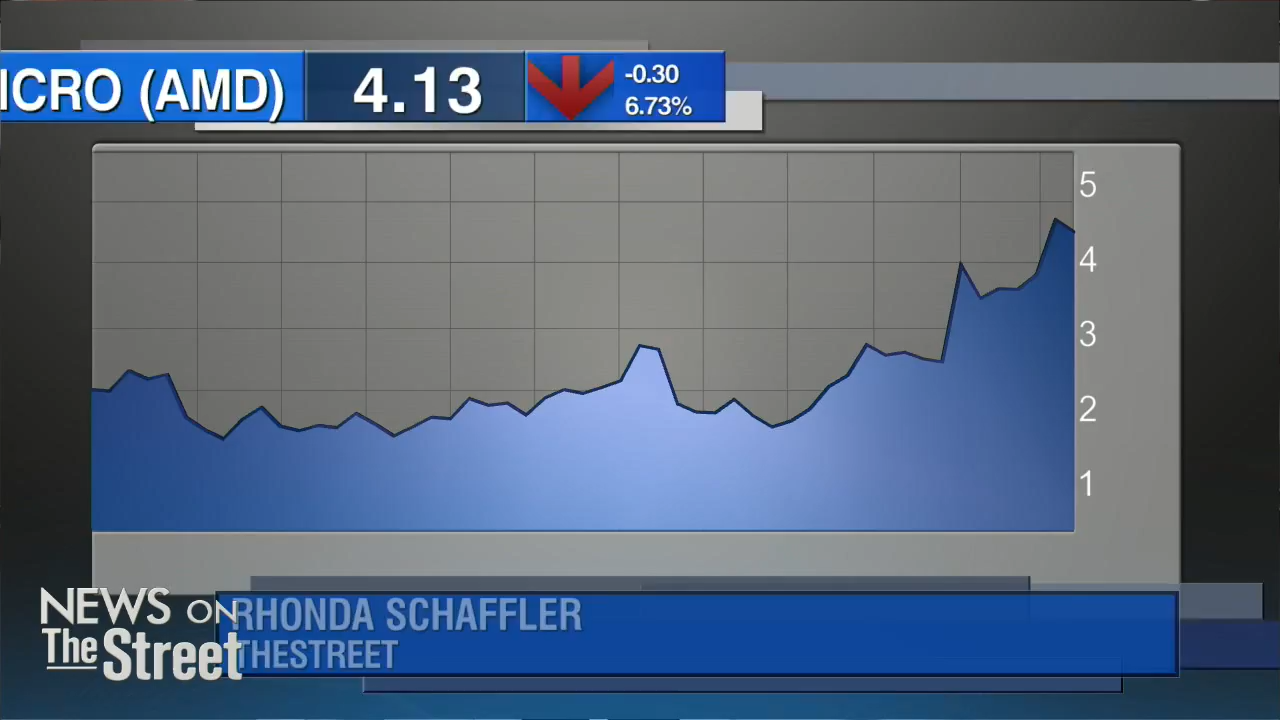 ICRO (AMD)
4.13
-0.30
6.73%
5
4
3
2
1
NEWS ON
The Street
RHONDA SCHAFFLER
THESTREET